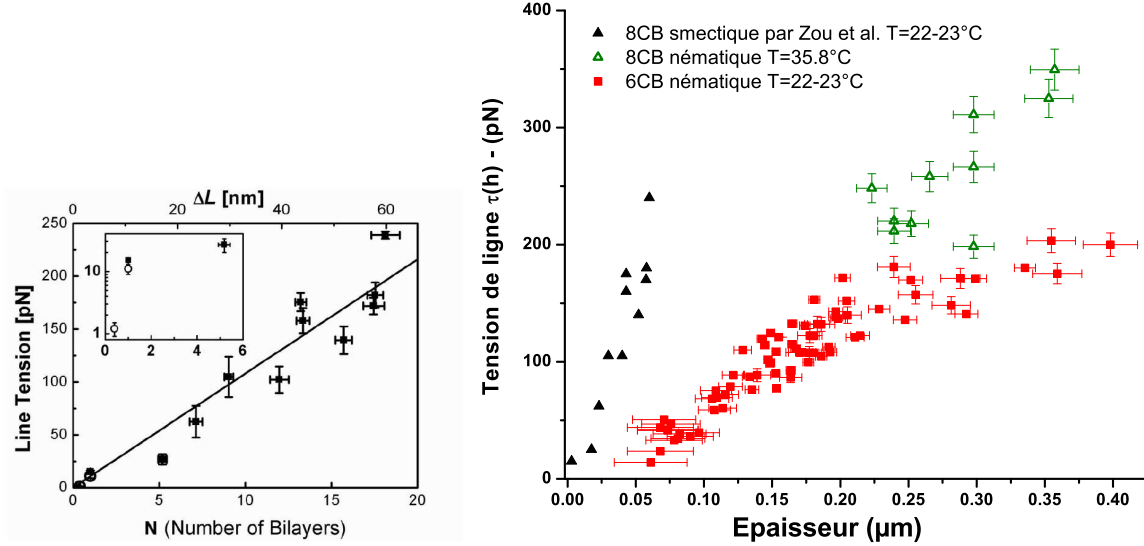 ΔL [nm]
0 20 40 60
250
200
150
100
50
0
10
1
0 2 4 6
0 5 10 15 20
Line Tension [pN]
N (Number of Bilayers)
400
300
200
100
0
8CB smectique par Zou et al. T=22-23°C
8CB nématique T=35.8°C
6CB nématique T=22-23°C
Tension de ligne τ(h) - (pN)
0.00 0.05 0.10 0.15 0.20 0.25 0.30 0.35 0.40
Epaisseur (µm)